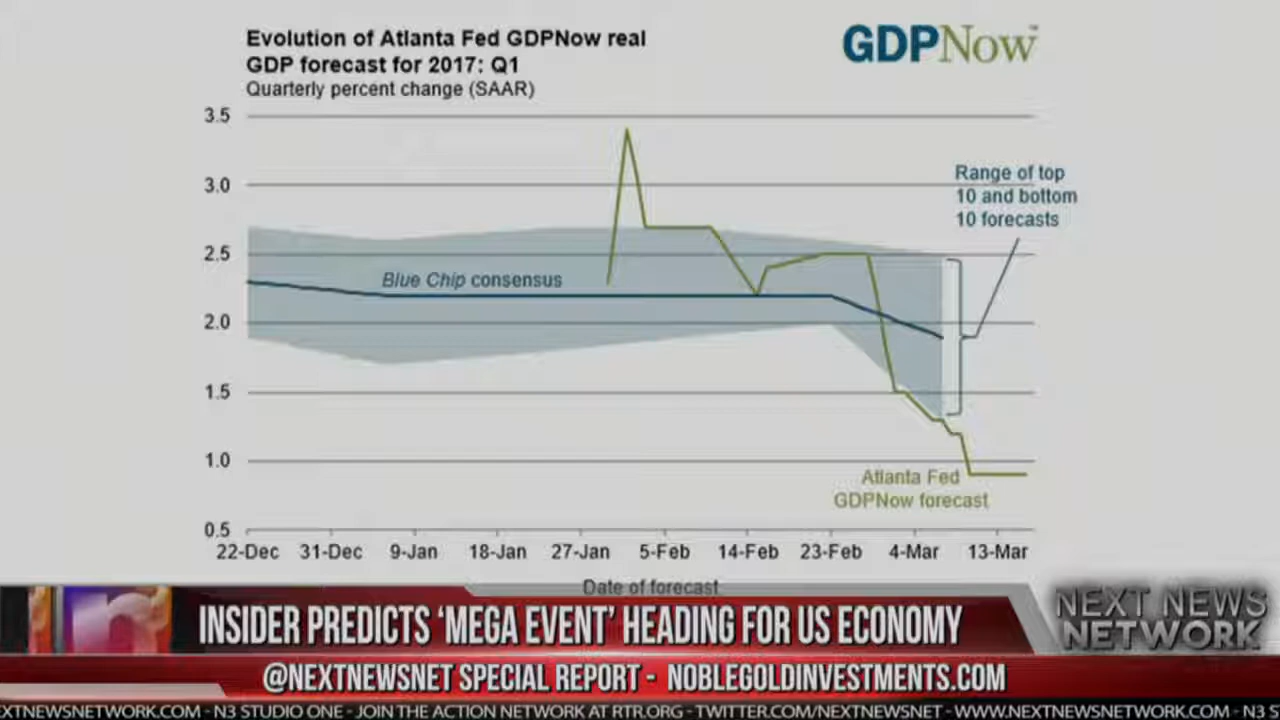 Evolution of Atlanta Fed GDPNow real
GDP forecast for 2017: Q1
Quarterly percent change (SAAR)
GDPNow™
3.5
3.0
2.5
2.0
1.5
1.0
0.5
Range of top
10 and bottom
10 forecasts
Blue Chip consensus
Atlanta Fed
GDPNow forecast
22-Dec 31-Dec 9-Jan 18-Jan 27-Jan 5-Feb 14-Feb 23-Feb 4-Mar 13-Mar
Date of forecast
INSIDER PREDICTS ‘MEGA EVENT’ HEADING FOR US ECONOMY
NEXT NEWS
NETWORK
@NEXTNEWSNET SPECIAL REPORT - NOBLEGOLDINVESTMENTS.COM
EXTNEWSNETWORK.COM - N3 STUDIO ONE - JOIN THE ACTION NETWORK AT RTR.ORG - TWITTER.COM/NEXTNEWSNET - WWW.NEXTNEWSNETWORK.COM - N3 S